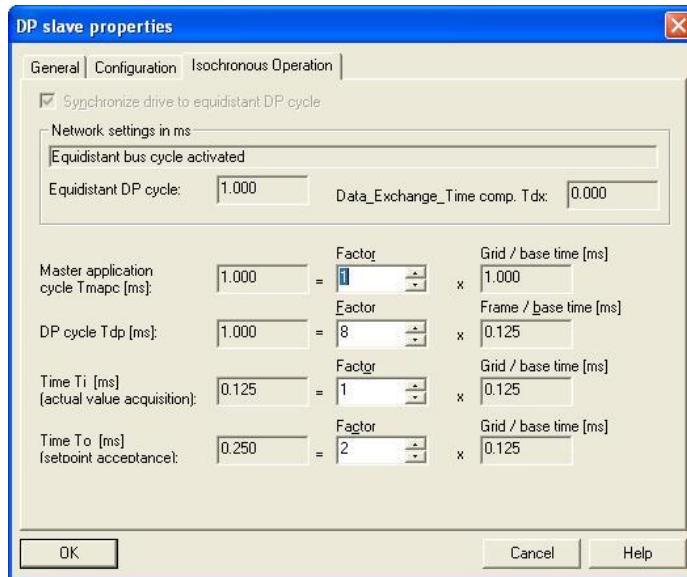 DP slave properties
General Configuration Isochronous Operation
Synchronize drive to equidistant DP cycle
Network settings in ms
Equidistant bus cycle activated
Equidistant DP cycle: 1.000 Data_Exchange_Time comp. Tdx: 0.000
Factor Grid / base time [ms]
Master application
cycle Tmapc [ms]: 1.000 = 1 x 1.000
Factor Frame / base time [ms]
DP cycle Tdp [ms]: 1.000 = 8 x 0.125
Factor Grid / base time [ms]
Time Ti [ms]
(actual value acquisition): 0.125 = 1 x 0.125
Factor Grid / base time [ms]
Time To [ms]
(setpoint acceptance): 0.250 = 2 x 0.125
OK Cancel Help